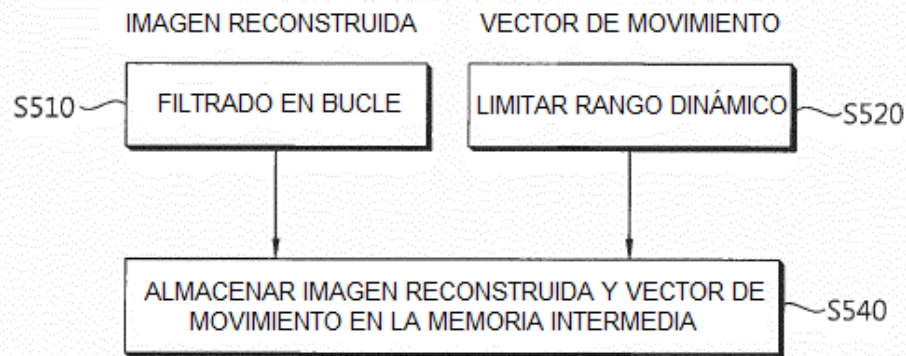 IMAGEN RECONSTRUIDA
VECTOR DE MOVIMIENTO
S510
FILTRADO EN BUCLE
LIMITAR RANGO DINÁMICO
S520
ALMACENAR IMAGEN RECONSTRUIDA Y VECTOR DE
MOVIMIENTO EN LA MEMORIA INTERMEDIA
S540